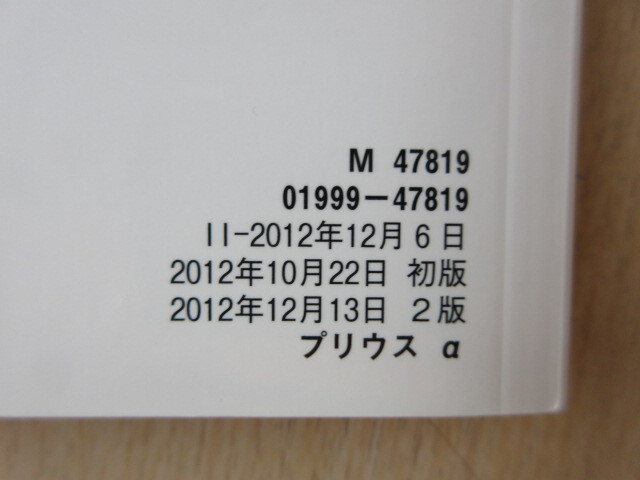 M 47819
01999-47819
II-2012年12月6日
2012年10月22日 初版
2012年12月13日 2版
プリウス α